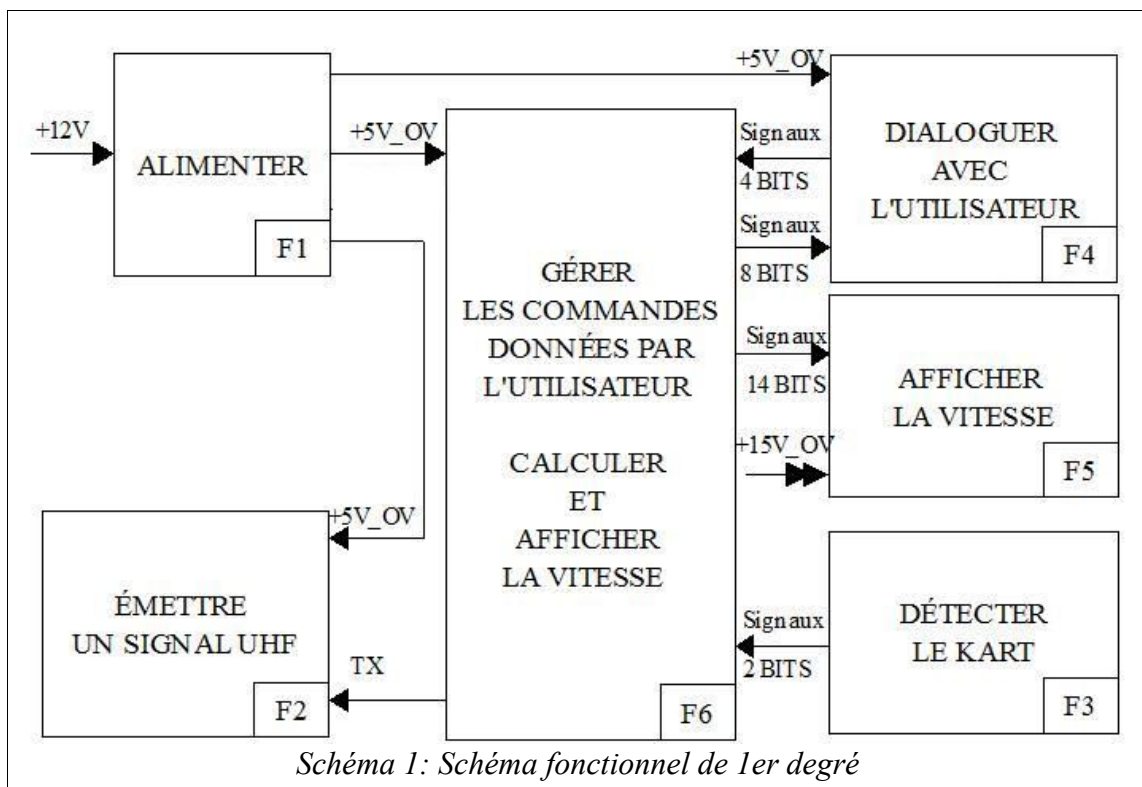 +12V
ALIMENTER
F1
+5V_OV
+5V_OV
+5V_OV
ÉMETTRE
UN SIGNAL UHF
F2
TX
GÉRER
LES COMMANDES
DONNÉES PAR
L'UTILISATEUR
CALCULER
ET
AFFICHER
LA VITESSE
F6
Signaux
4 BITS
Signaux
8 BITS
DIALOGUER
AVEC
L'UTILISATEUR
F4
Signaux
14 BITS
+15V_OV
AFFICHER
LA VITESSE
F5
Signaux
2 BITS
DÉTECTER
LE KART
F3
Schéma 1: Schéma fonctionnel de 1er degré